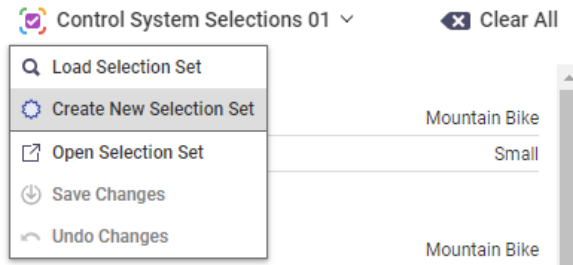 Control System Selections 01
Clear All
Load Selection Set
Create New Selection Set
Mountain Bike
Open Selection Set
Small
Save Changes
Undo Changes
Mountain Bike